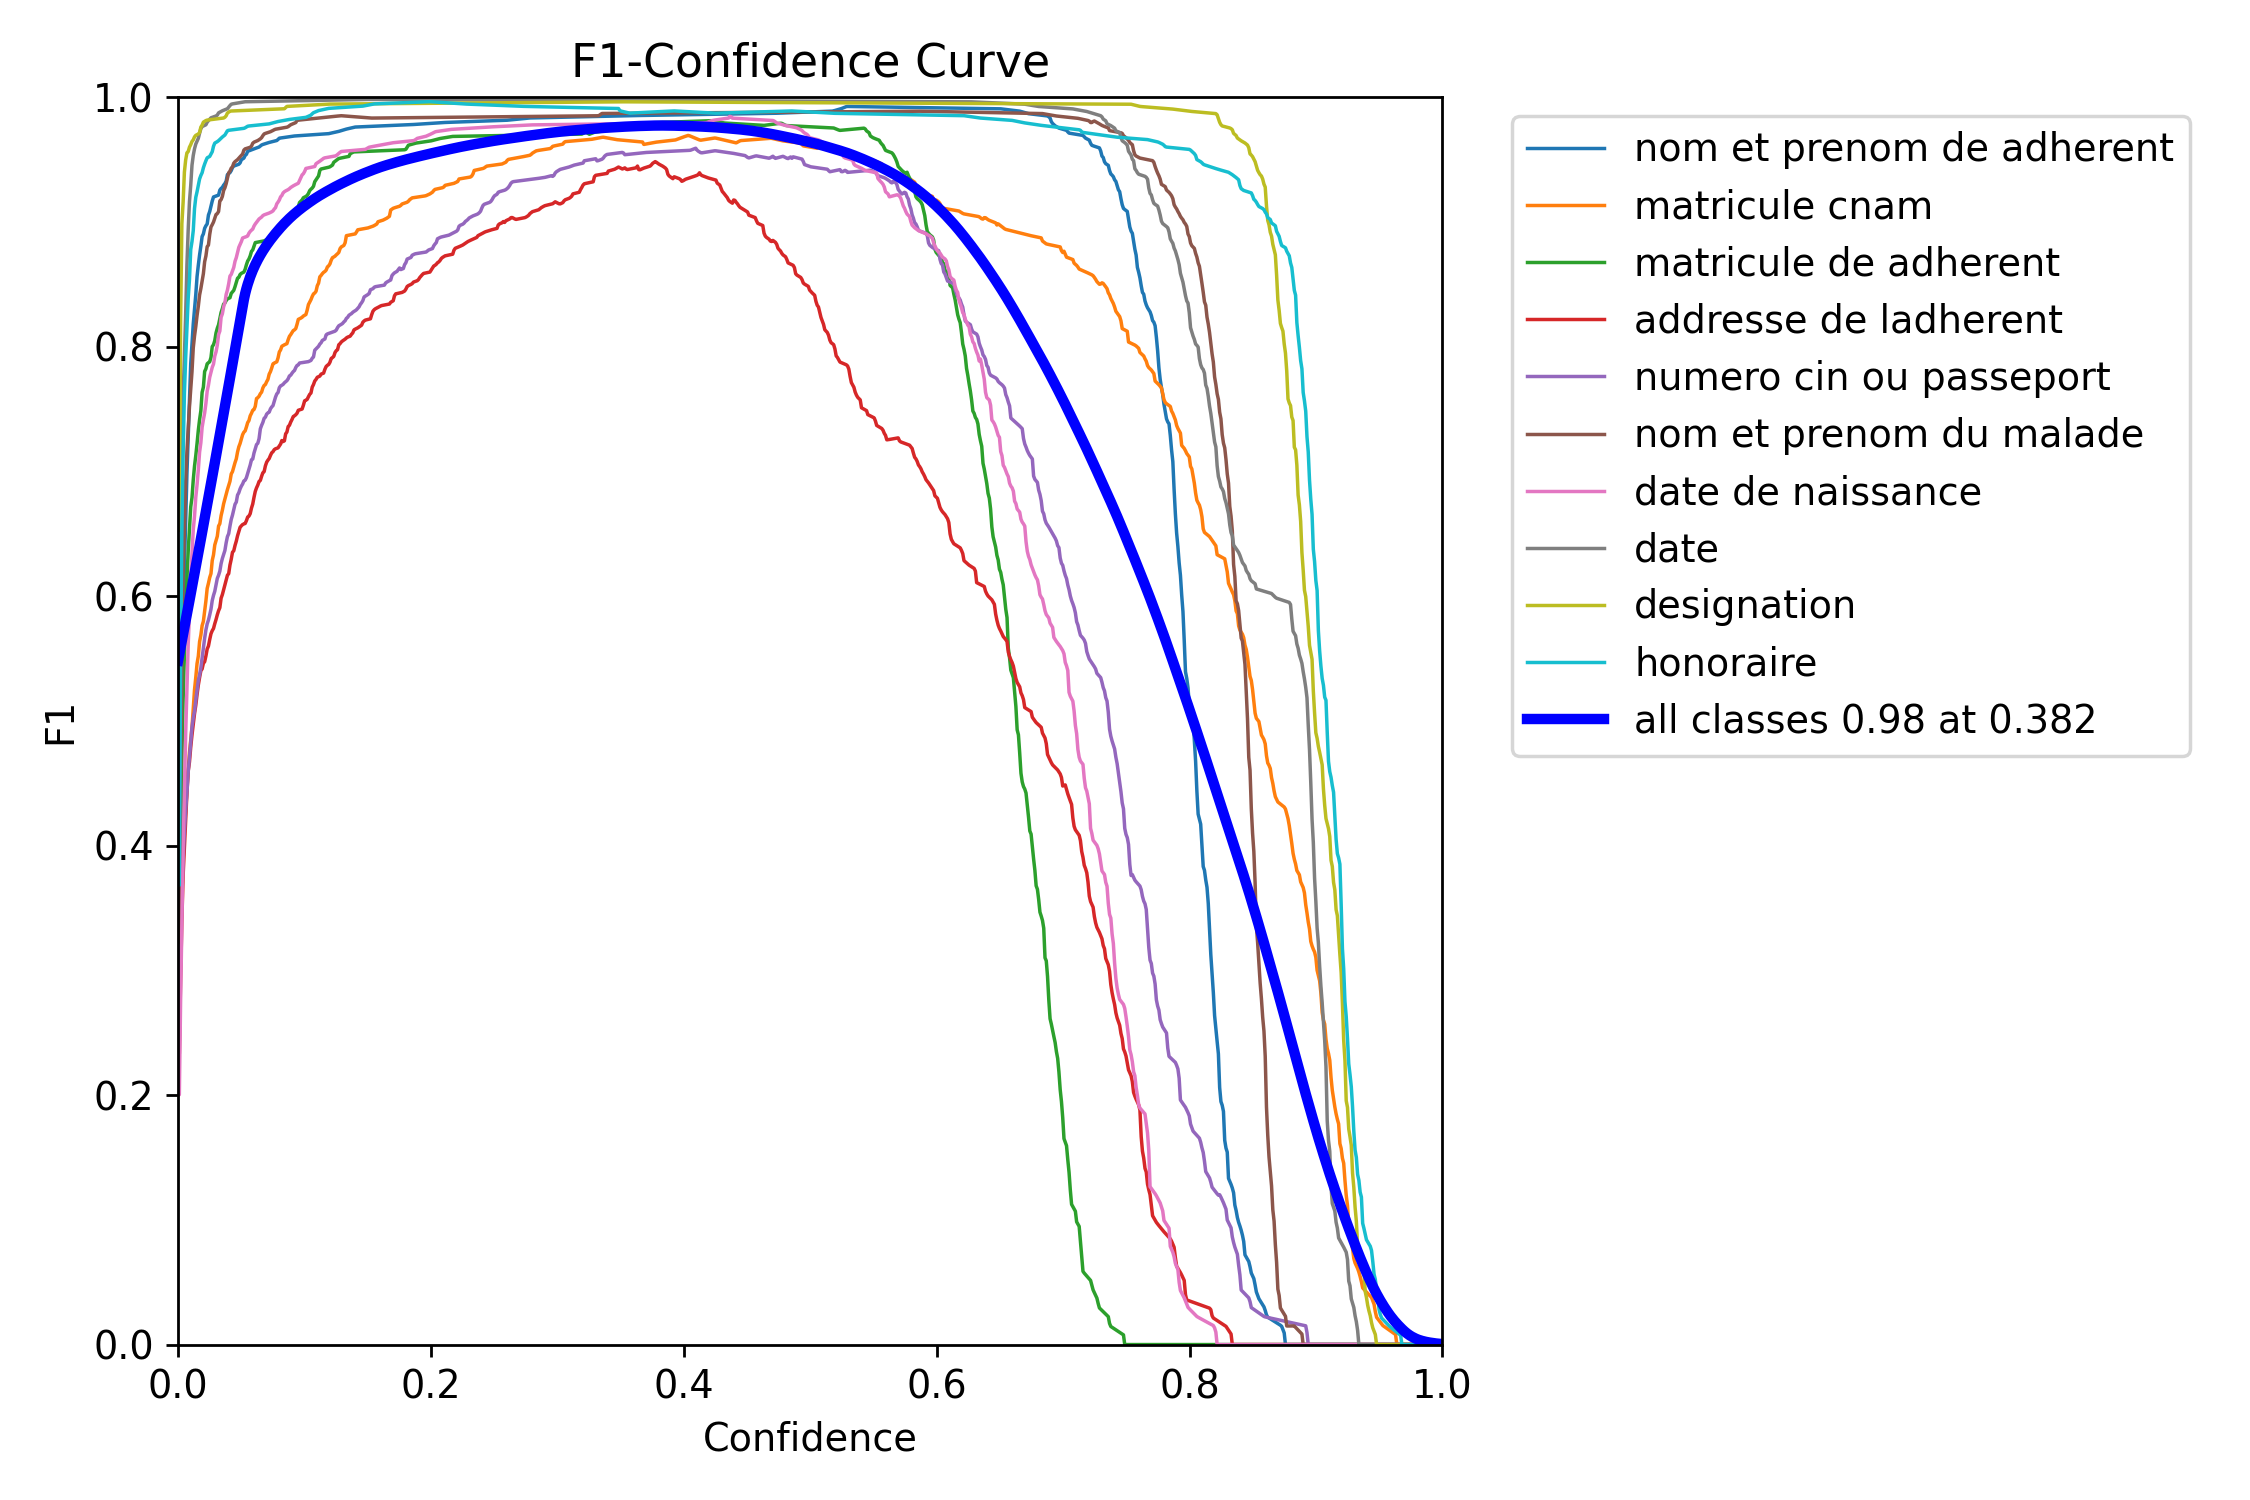 F1-Confidence Curve
1.0
0.8
0.6
0.4
0.2
0.0
F1
0.0 0.2 0.4 0.6 0.8 1.0
Confidence
nom et prenom de adherent
matricule cnam
matricule de adherent
addresse de ladherent
numero cin ou passeport
nom et prenom du malade
date de naissance
date
designation
honoraire
all classes 0.98 at 0.382